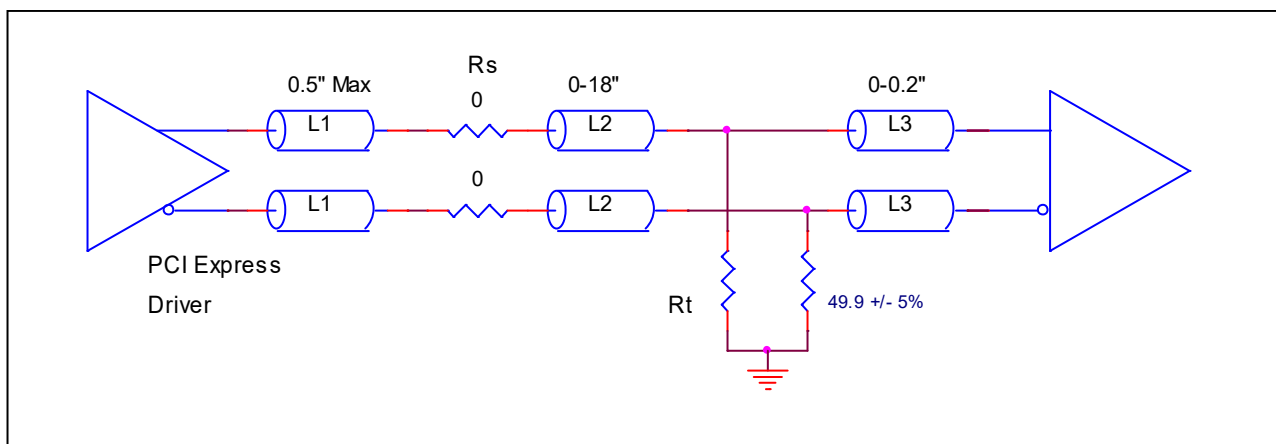 Rs
0.5" Max
0
0-18"
0-0.2"
L1
L2
L3
0
L1
L2
L3
PCI Express
Driver
Rt
49.9 +/- 5%